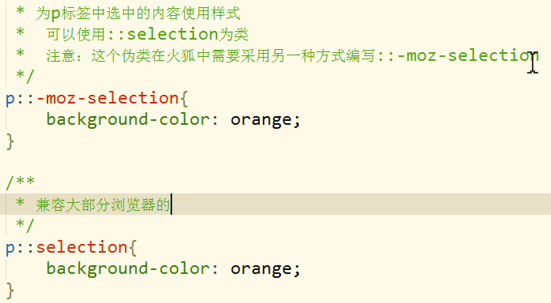 * 为p标签中选中的内容使用样式
*  可以使用::selection为类
*  注意：这个伪类在火狐中需要采用另一种方式编写::-moz-selection
*/
p::-moz-selection{
    background-color: orange;
}
/**
* 兼容大部分浏览器的
*/
p::selection{
    background-color: orange;
}